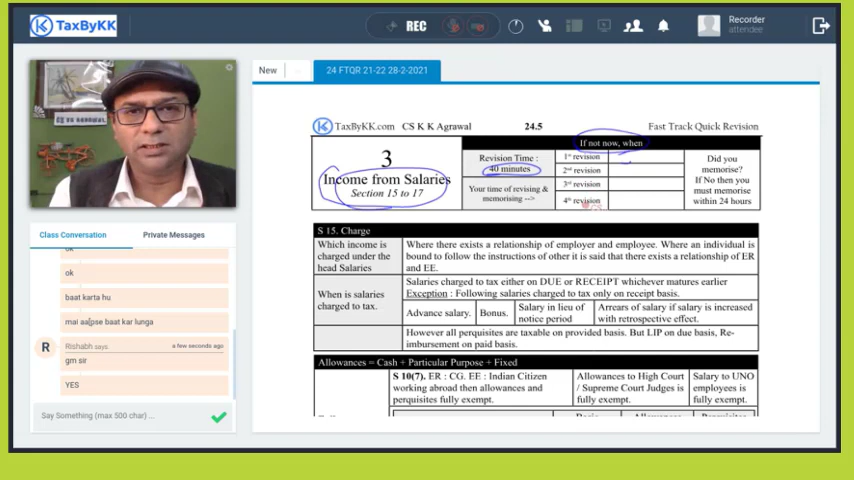 TaxByKK
REC
Recorder
attendee
New
24 FTQR 21-22 28-2-2021
TaxByKK.com CS K K Agrawal
24.5
Fast Track Quick Revision
3
Income from Salaries
Section 15 to 17
Revision Time :
40 minutes
Your time of revising &
memorising -->
If not now, when
1st revision
2nd revision
3rd revision
4th revision
Did you
memorise?
If No then you
must memorise
within 24 hours
S 15. Charge
Which income is
charged under the
head Salaries
Where there exists a relationship of employer and employee. Where an individual is
bound to follow the instructions of other it is said that there exists a relationship of ER
and EE.
When is salaries
charged to tax.
Salaries charged to tax either on DUE or RECEIPT whichever matures earlier
Exception : Following salaries charged to tax only on receipt basis.
Advance salary.
Bonus.
Salary in lieu of
notice period
Arrears of salary if salary is increased
with retrospective effect.
However all perquisites are taxable on provided basis. But LIP on due basis, Re-
imbursement on paid basis.
Allowances = Cash + Particular Purpose + Fixed
S 10(7). ER : CG. EE : Indian Citizen
working abroad then allowances and
perquisites fully exempt.
Allowances to High Court
/ Supreme Court Judges is
fully exempt.
Salary to UNO
employees is
fully exempt.
Class Conversation
Private Messages
ok
baat karta hu
mai aapse baat kar lunga
R
Rishabh says
a few seconds ago
gm sir
YES
Say Something (max 500 char) ...